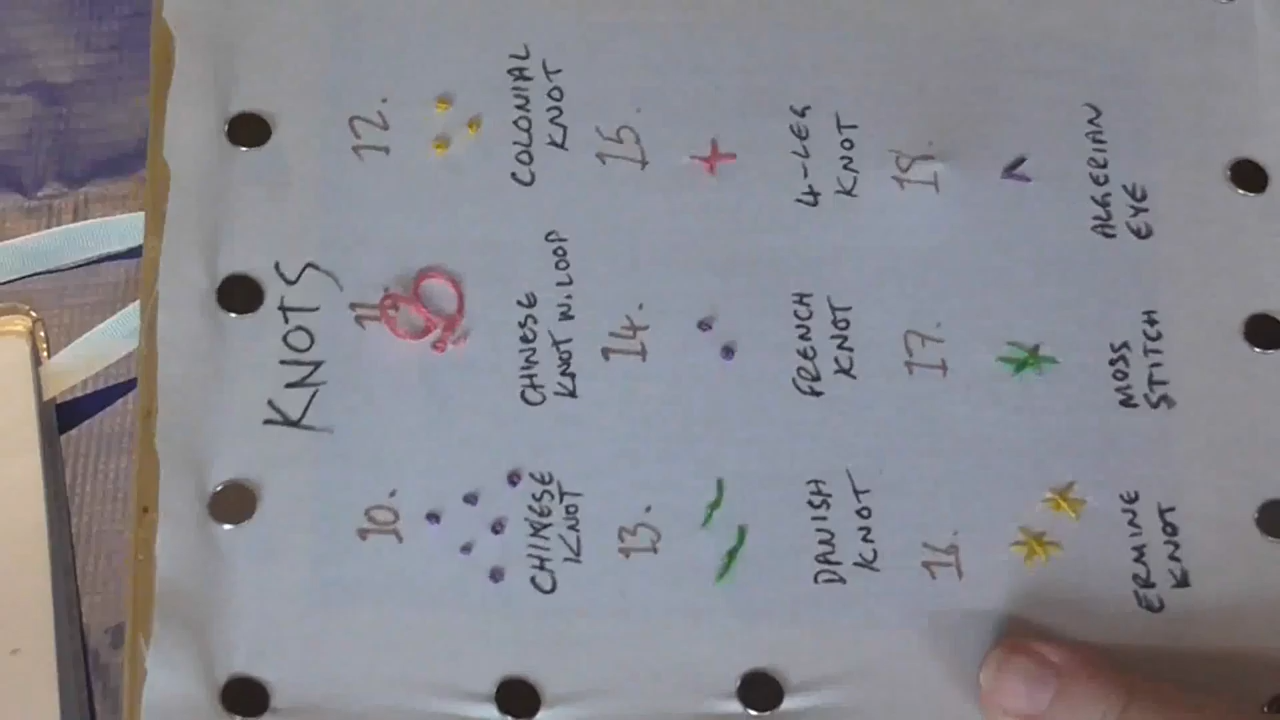 KNOTS
10. 11. 12.
CHINESE KNOT
CHINESE KNOT W. LOOP
COLONIAL KNOT
13. 14. 15.
DANISH KNOT
FRENCH KNOT
4-LEG KNOT
16. 17. 18.
ERMINE KNOT
MOSS STITCH
ALGERIAN EYE